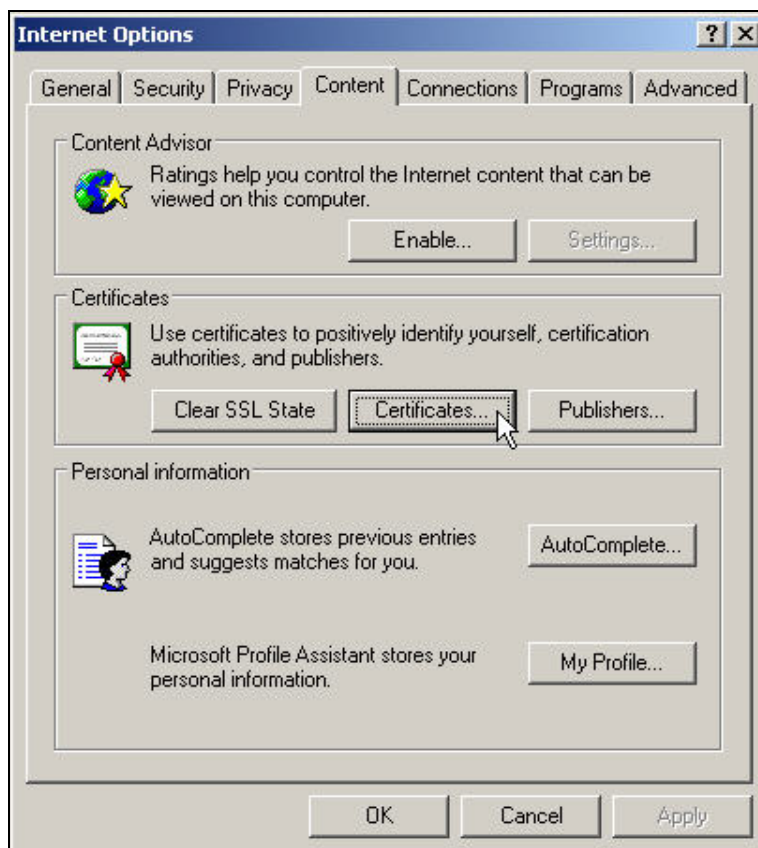 Internet Options
General Security Privacy Content Connections Programs Advanced
Content Advisor
Ratings help you control the Internet content that can be
viewed on this computer.
Enable... Settings...
Certificates
Use certificates to positively identify yourself, certification
authorities, and publishers.
Clear SSL State Certificates... Publishers...
Personal information
AutoComplete stores previous entries
and suggests matches for you.
AutoComplete...
Microsoft Profile Assistant stores your
personal information.
My Profile...
OK Cancel Apply